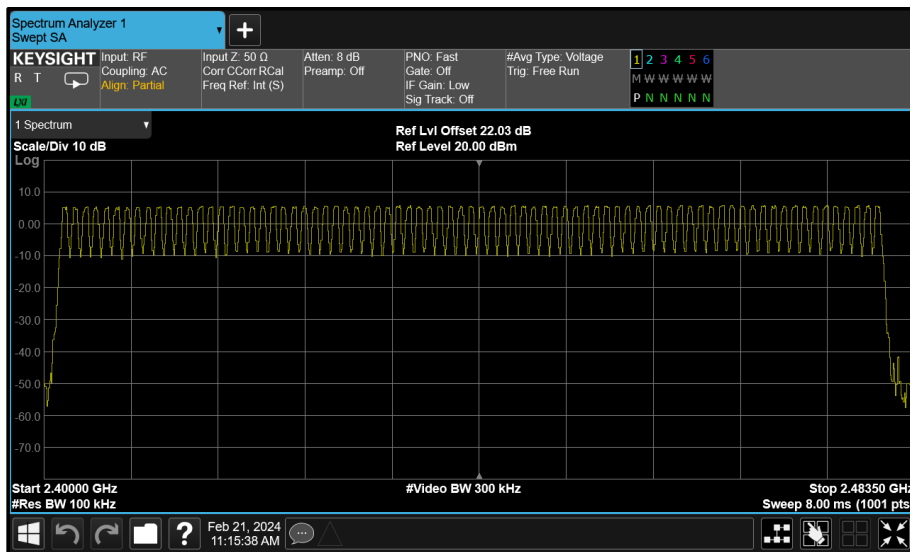 Spectrum Analyzer 1
Swept SA
KEYSIGHT
R T
LXI
Input: RF
Coupling: AC
Align: Partial
Input Z: 50 Ω
Corr CCorr RCal
Freq Ref: Int (S)
Atten: 8 dB
Preamp: Off
PNO: Fast
Gate: Off
IF Gain: Low
Sig Track: Off
#Avg Type: Voltage
Trig: Free Run
1 2 3 4 5 6
M W W W W W
P N N N N N
1 Spectrum
Scale/Div 10 dB
Ref Lvl Offset 22.03 dB
Ref Level 20.00 dBm
Log
10.0
0.00
-10.0
-20.0
-30.0
-40.0
-50.0
-60.0
-70.0
Start 2.40000 GHz
#Res BW 100 kHz
#Video BW 300 kHz
Stop 2.48350 GHz
Sweep 8.00 ms (1001 pts
?
Feb 21, 2024
11:15:38 AM